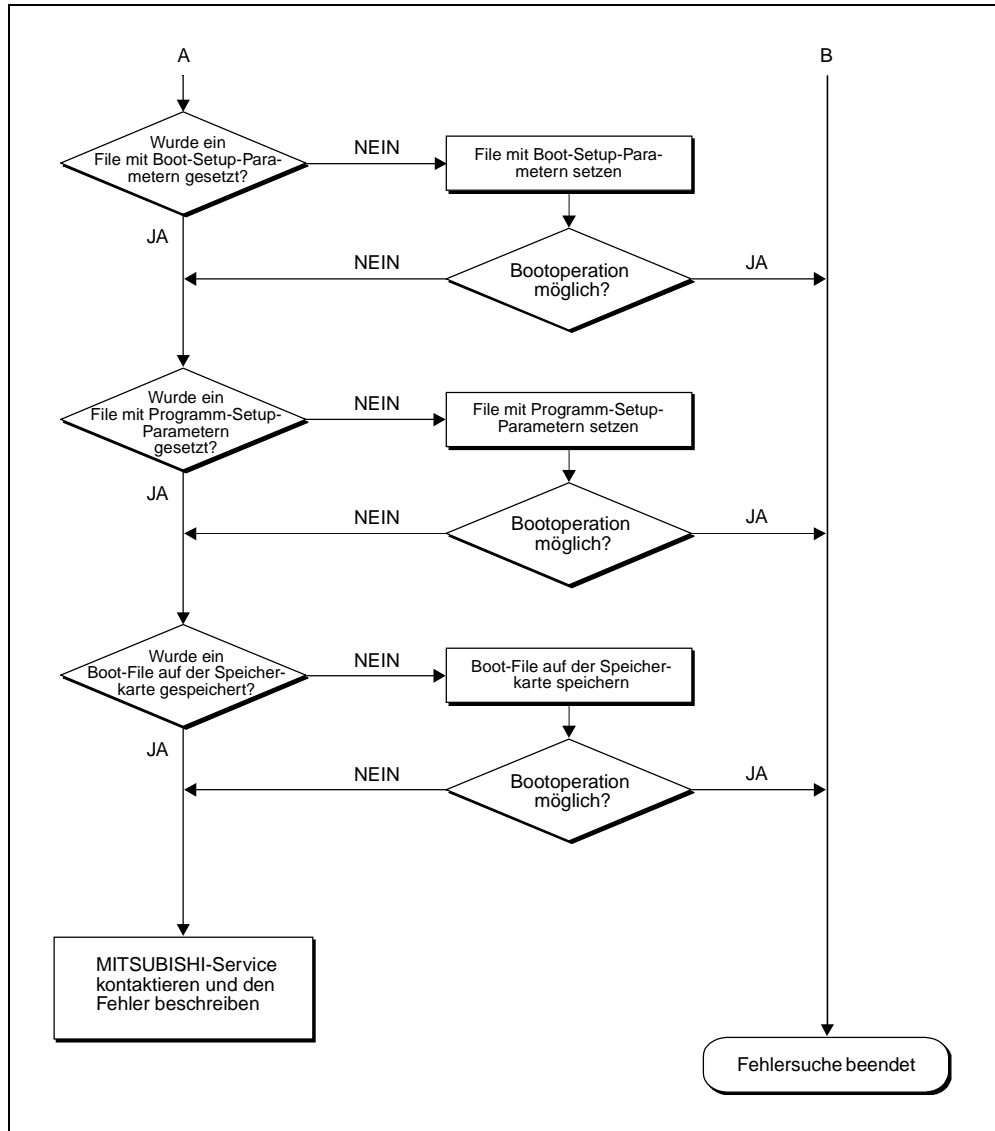 A
B
Wurde ein
File mit Boot-Setup-Para-
metern gesetzt?
NEIN
File mit Boot-Setup-Para-
metern setzen
JA
NEIN
Bootoperation
möglich?
JA
Wurde ein
File mit Programm-Setup-
Parametern
gesetzt?
NEIN
File mit Programm-Setup-
Parametern setzen
JA
NEIN
Bootoperation
möglich?
JA
Wurde ein
Boot-File auf der Speicher-
karte gespeichert?
NEIN
Boot-File auf der Speicher-
karte speichern
JA
NEIN
Bootoperation
möglich?
JA
MITSUBISHI-Service
kontaktieren und den
Fehler beschreiben
Fehlersuche beendet